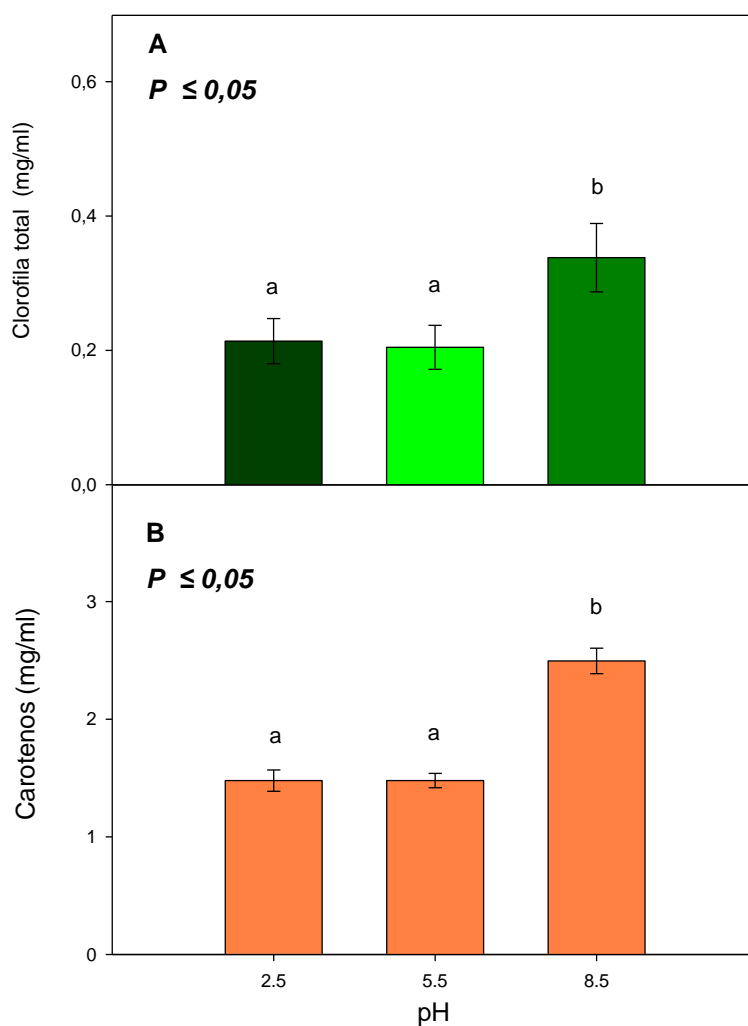 A
P ≤ 0,05
Clorofila total (mg/ml)
0,6
0,4
0,2
0,0
a
a
b
B
P ≤ 0,05
Carotenos (mg/ml)
3
2
1
0
a
a
b
2.5
5.5
8.5
pH